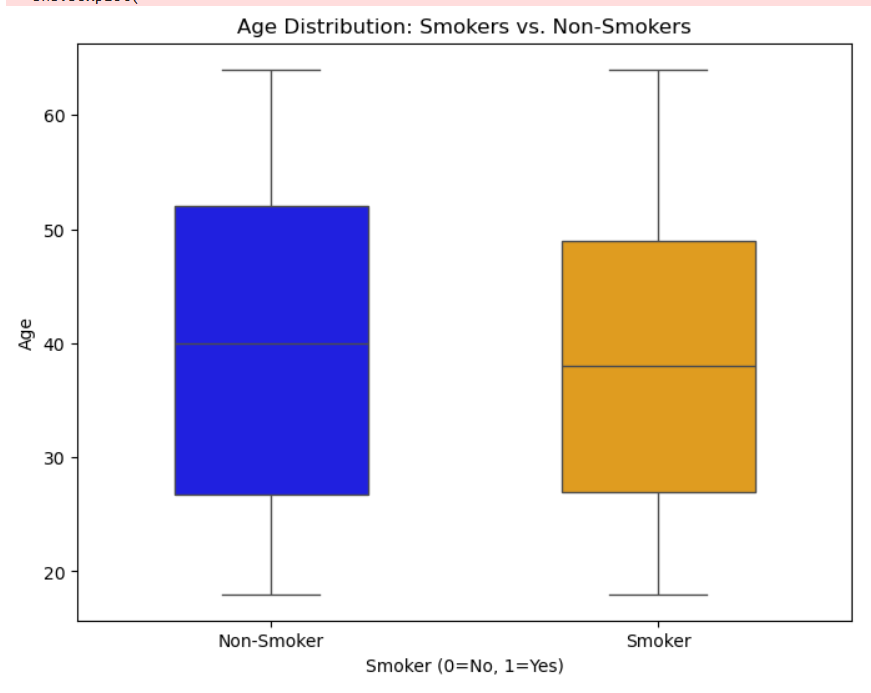 Age Distribution: Smokers vs. Non-Smokers
60
50
40
30
20
Age
Non-Smoker
Smoker
Smoker (0=No, 1=Yes)